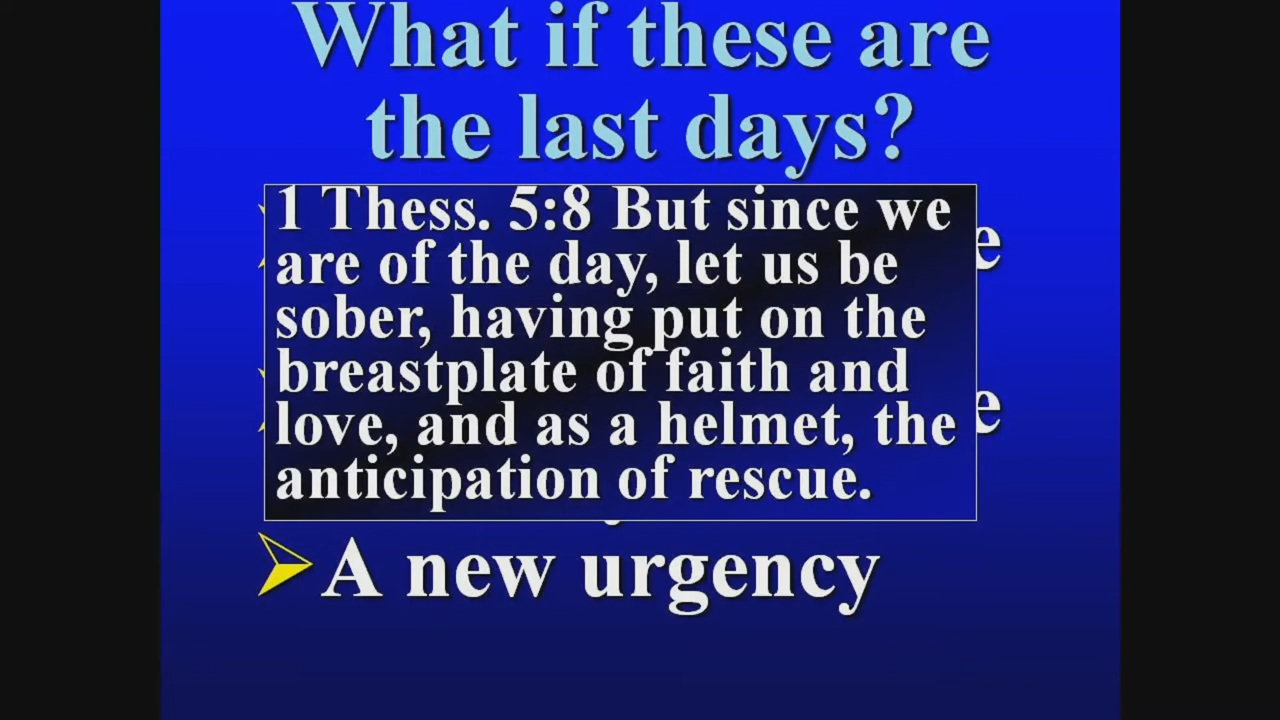 What if these are
the last days?
1 Thess. 5:8 But since we
are of the day, let us be
sober, having put on the
breastplate of faith and
love, and as a helmet, the
anticipation of rescue.
A new urgency